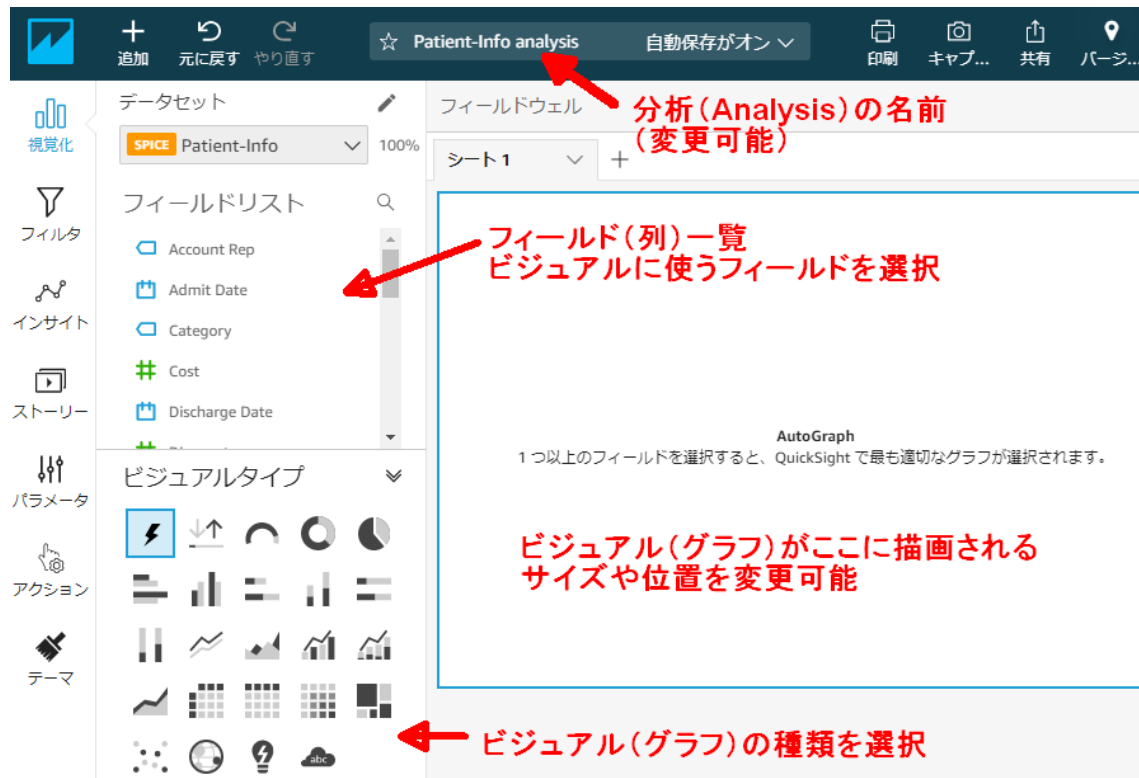 追加
元に戻す
やり直す
Patient-Info analysis
自動保存がオン
印刷
キャプ...
共有
バージ...
分析(Analysis)の名前
(変更可能)
視覚化
フィルタ
インサイト
ストーリー
パラメータ
アクション
テーマ
データセット
SPICE Patient-Info
100%
フィールドリスト
Account Rep
Admit Date
Category
Cost
Discharge Date
フィールドウェル
シート 1
フィールド(列)一覧
ビジュアルに使うフィールドを選択
AutoGraph
1 つ以上のフィールドを選択すると、QuickSight で最も適切なグラフが選択されます。
ビジュアル(グラフ)がここに描画される
サイズや位置を変更可能
ビジュアルタイプ
abc
ビジュアル(グラフ)の種類を選択